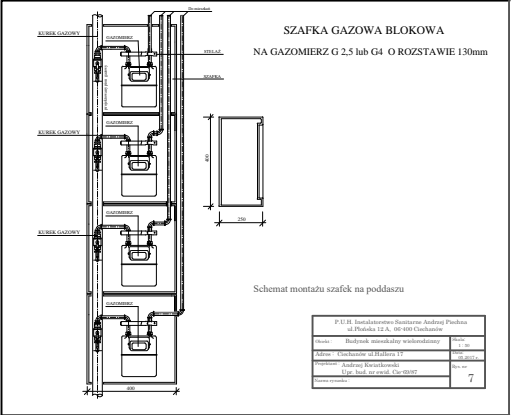 Do mieszkań
SZAFKA GAZOWA BLOKOWA
NA GAZOMIERZ G 2,5 lub G4 O ROZSTAWIE 130mm
KUREK GAZOWY
GAZOMIERZ
STELAŻ
SZAFKA
GAZOMIERZ
KUREK GAZOWY
GAZOMIERZ
KUREK GAZOWY
GAZOMIERZ
400
400
250
Schemat montażu szafek na poddaszu
P.U.H. Instalatorstwo Sanitarne Andrzej Piechna
ul.Płońska 12 A, 06-400 Ciechanów
Obiekt : Budynek mieszkalny wielorodzinny
Skala:
Adres : Ciechanów ul.Hallera 17
Data:
Projektant : Andrzej Kwiatkowski
Upr. bud. nr ewid. Cie-93/87
Rys. nr
7
Nazwa rysunku :